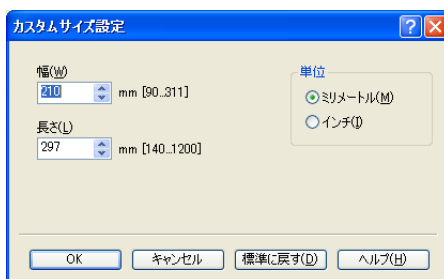 カスタムサイズ設定
幅(W)
210 mm [90..311]
長さ(L)
297 mm [140..1200]
単位
ミリメートル(M)
インチ(I)
OK キャンセル 標準に戻す(D) ヘルプ(H)